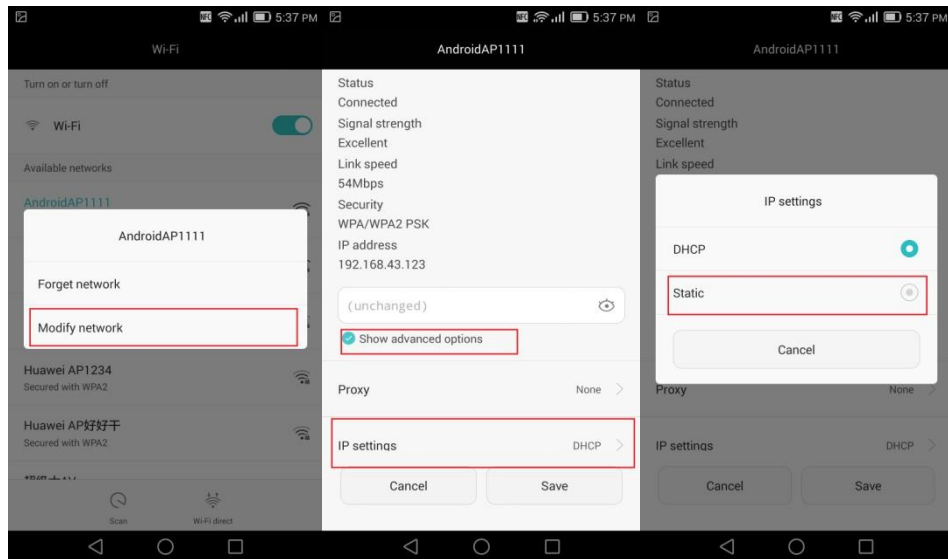 5:37 PM
Wi-Fi
Turn on or turn off
Wi-Fi
Available networks
AndroidAP1111
AndroidAP1111
Forget network
Modify network
Huawei AP1234
Secured with WPA2
Huawei AP好好干
Secured with WPA2
Scan
Wi-Fi direct
5:37 PM
AndroidAP1111
Status
Connected
Signal strength
Excellent
Link speed
54Mbps
Security
WPA/WPA2 PSK
IP address
192.168.43.123
(unchanged)
Show advanced options
Proxy None
IP settings DHCP
Cancel Save
5:37 PM
AndroidAP1111
Status
Connected
Signal strength
Excellent
Link speed
IP settings
DHCP
Static
Cancel
Proxy None
IP settings DHCP
Cancel Save